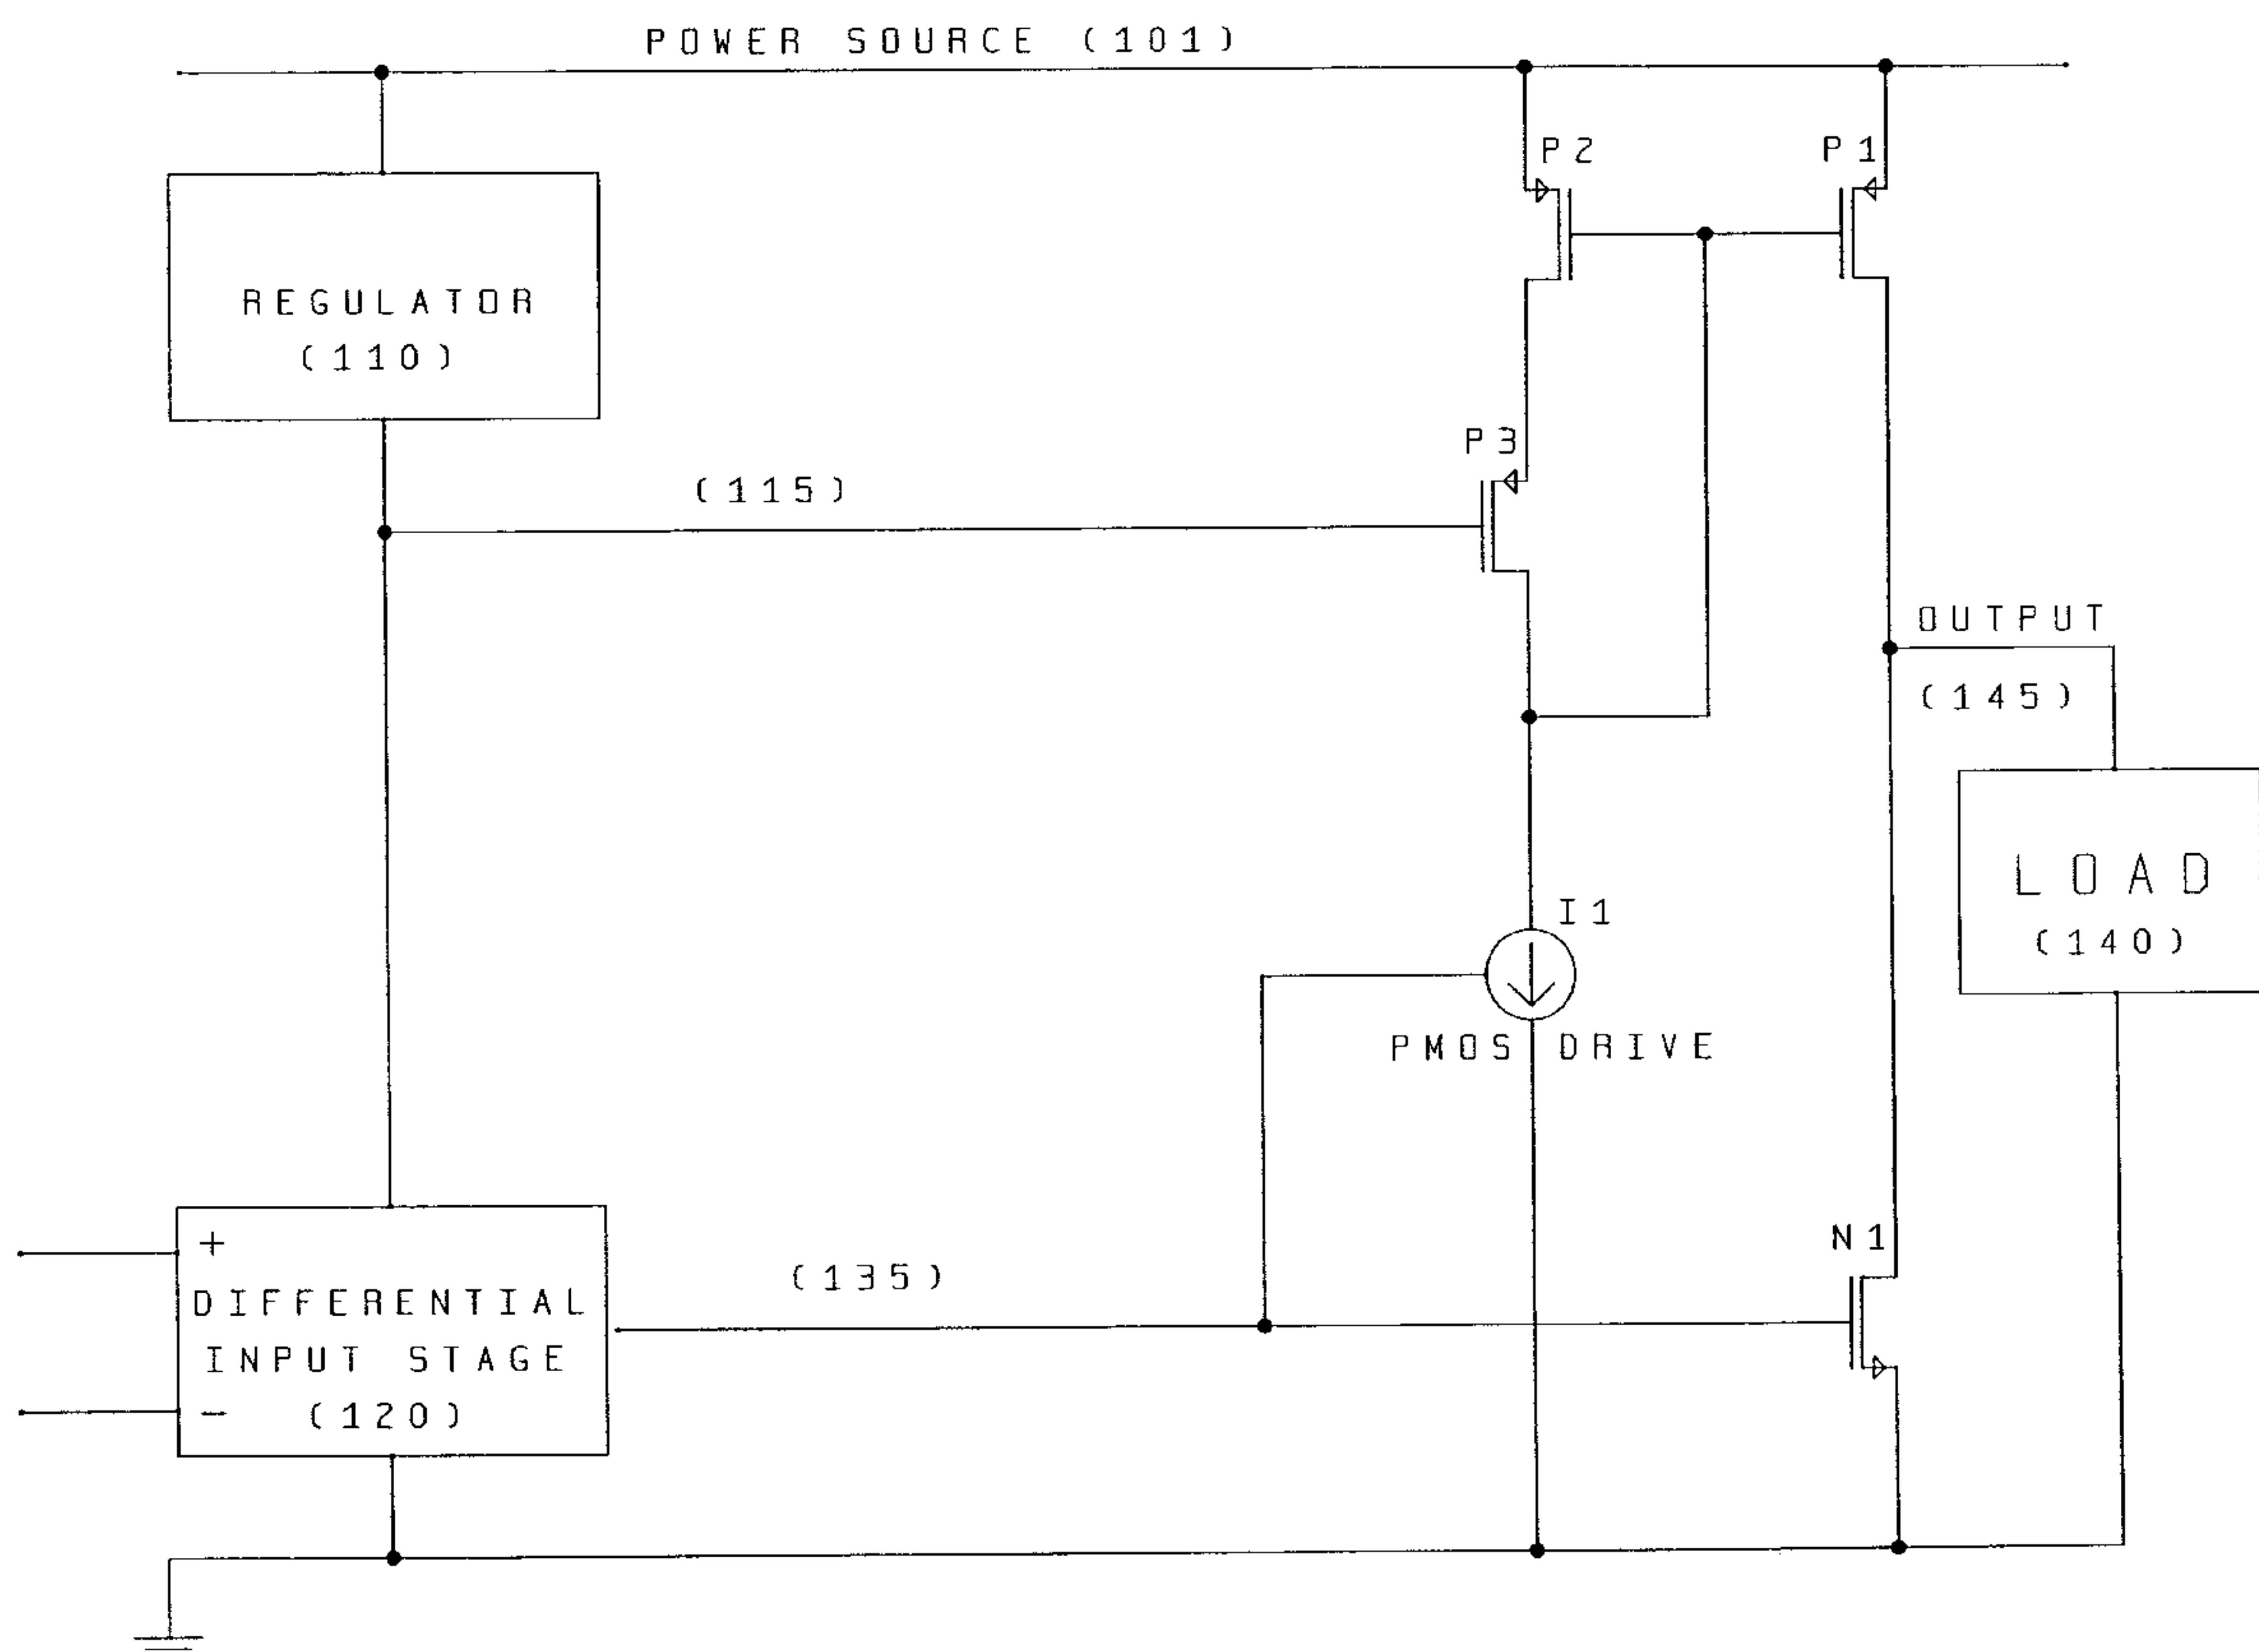 POWER SOURCE (101)
P2
P1
REGULATOR
(110)
P3
(115)
OUTPUT
(145)
LOAD
(140)
I1
PMOS DRIVE
N1
+
(135)
DIFFERENTIAL
INPUT STAGE
- (120)